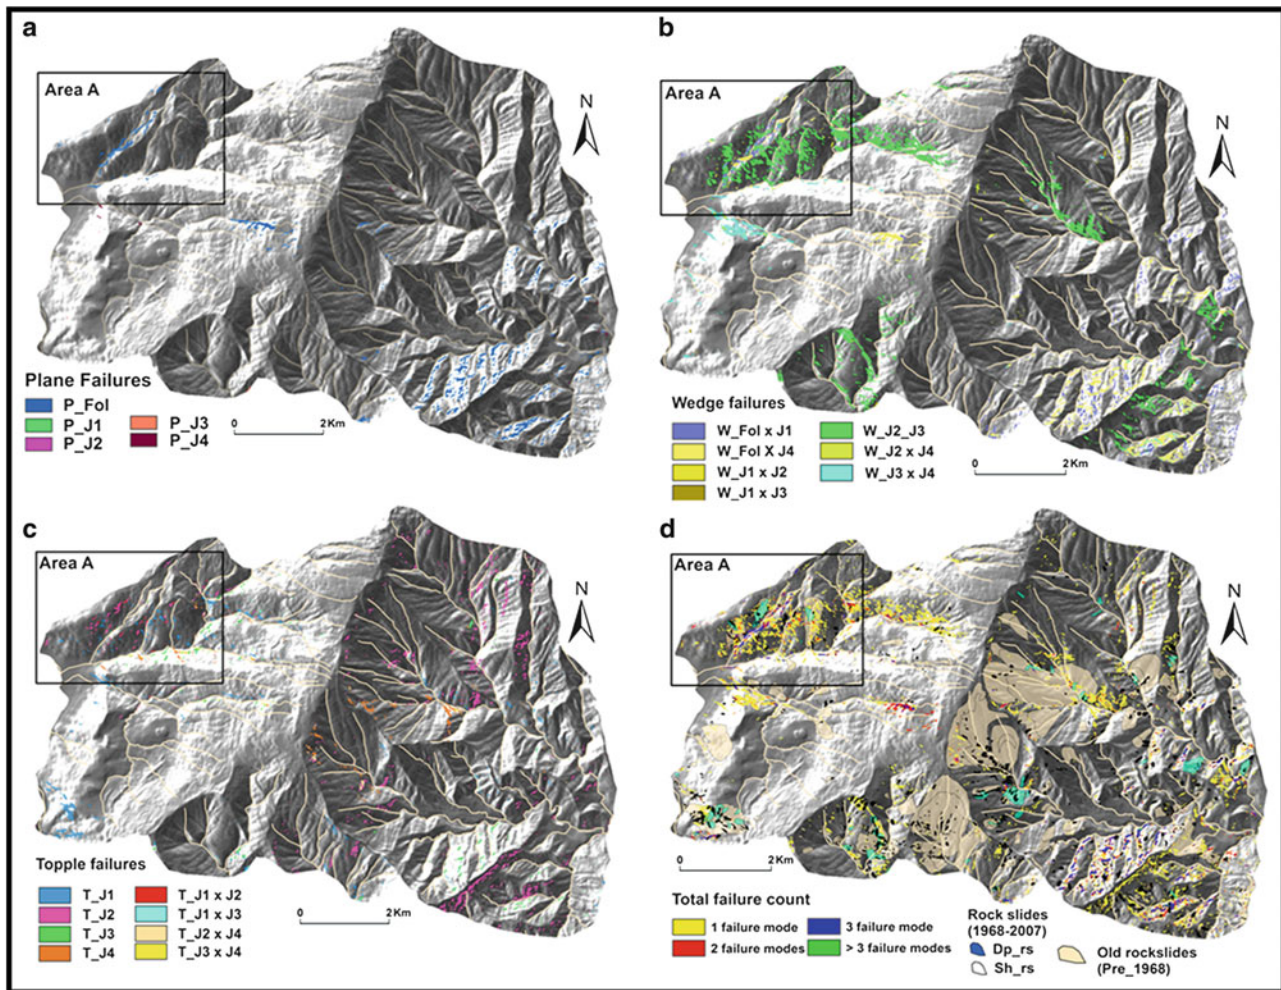 a
Area A
N
Plane Failures
P_Fol
P_J1
P_J2
P_J3
P_J4
0 2Km
b
Area A
N
Wedge failures
W_Fol x J1
W_Fol X J4
W_J1 x J2
W_J1 x J3
W_J2_J3
W_J2 x J4
W_J3 x J4
0 2Km
c
Area A
N
Topple failures
T_J1
T_J2
T_J3
T_J4
T_J1 x J2
T_J1 x J3
T_J2 x J4
T_J3 x J4
0 2Km
d
Area A
N
0 2Km
Total failure count
1 failure mode
2 failure modes
3 failure mode
> 3 failure modes
Rock slides
(1968-2007)
Dp_rs
Sh_rs
Old rockslides
(Pre_1968)